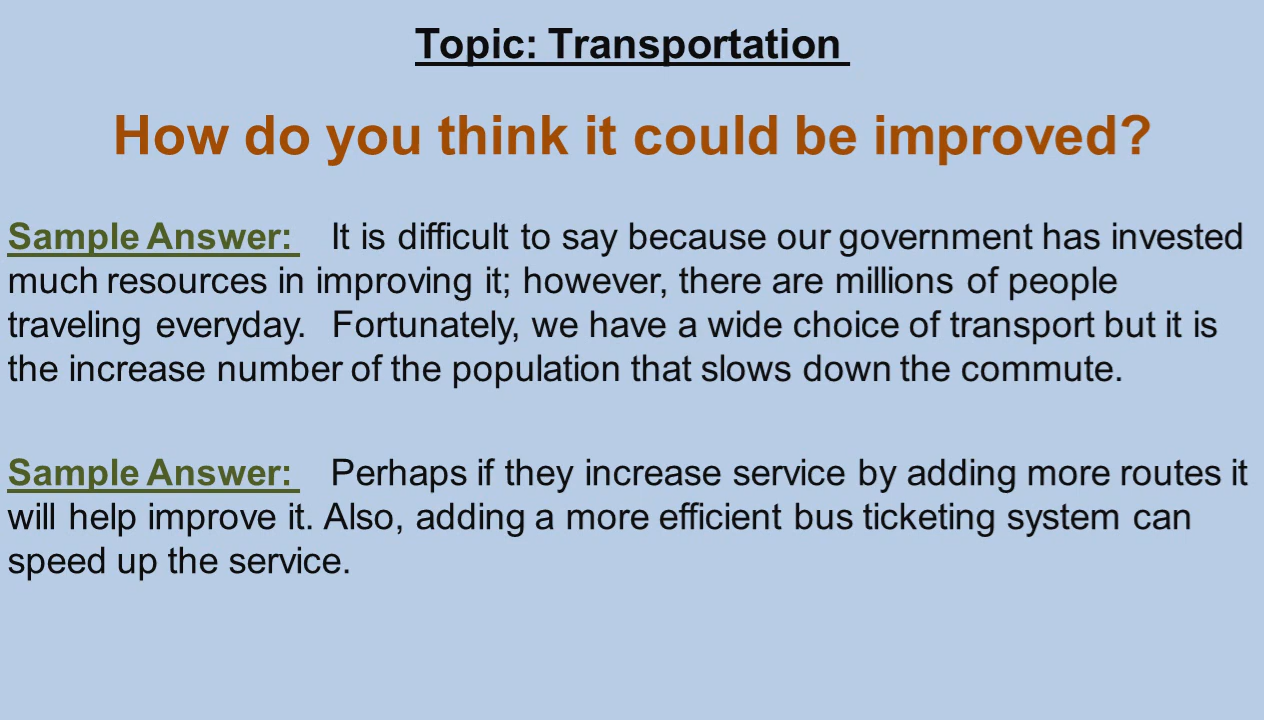 Topic: Transportation
How do you think it could be improved?
Sample Answer: It is difficult to say because our government has invested
much resources in improving it; however, there are millions of people
traveling everyday. Fortunately, we have a wide choice of transport but it is
the increase number of the population that slows down the commute.
Sample Answer: Perhaps if they increase service by adding more routes it
will help improve it. Also, adding a more efficient bus ticketing system can
speed up the service.